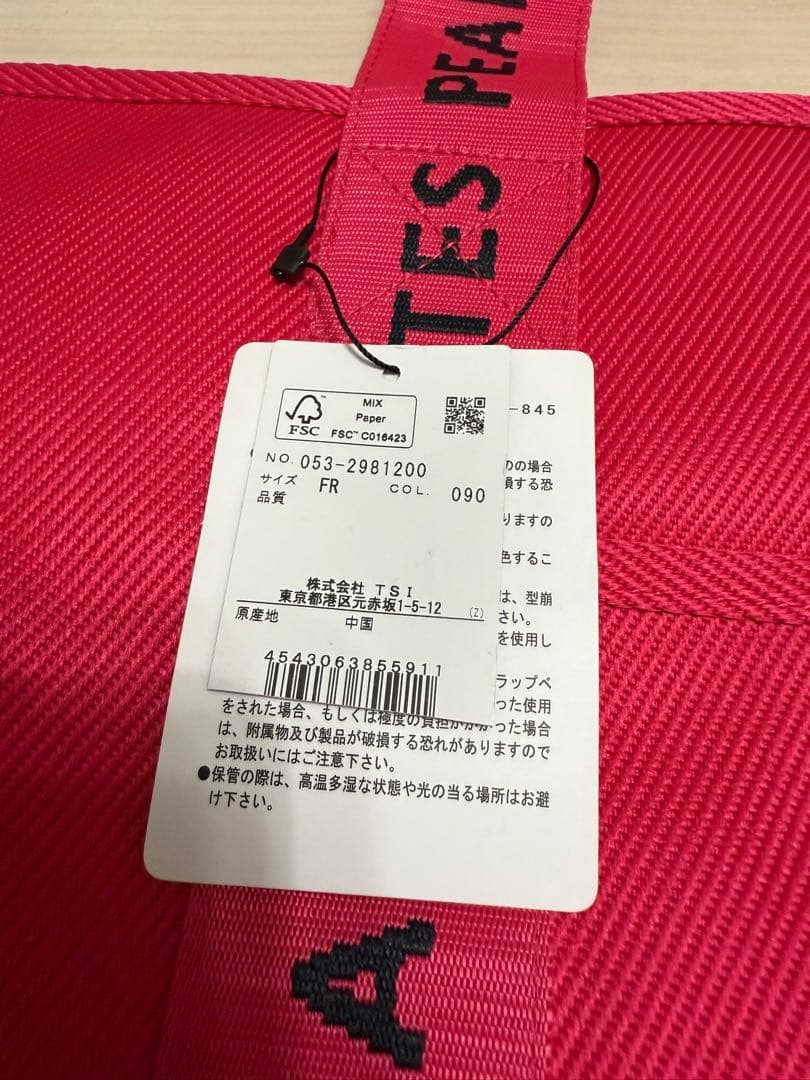 PEA
TES
MIX
Paper
FSC
FSC™ C016423
-845
NO. 053-2981200
サイズ FR COL. 090
品質
株式会社 TSI
東京都港区元赤坂1-5-12 (Z)
原産地 中国
4543063855911
のの場合
損する恐
りますの
色するこ
は、型崩
さい。
を使用し
ラップベ
った使用
をされた場合、もしくは極度の負担がかかった場合
は、附属物及び製品が破損する恐れがありますので
お取扱いにはご注意下さい。
●保管の際は、高温多湿な状態や光の当る場所はお避
け下さい。
A